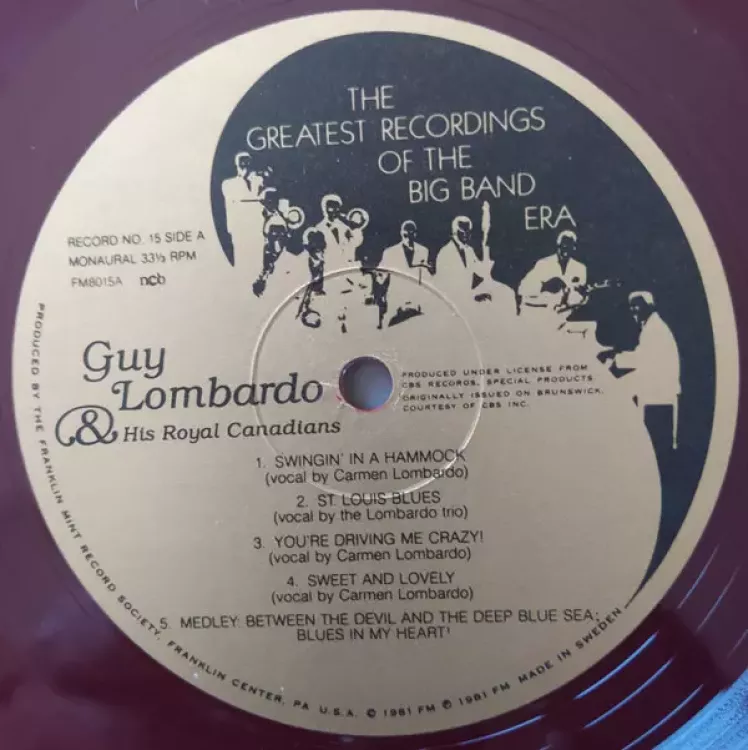 THE
GREATEST RECORDINGS
OF THE
BIG BAND
ERA
RECORD NO. 15 SIDE A
MONAURAL 33⅓ RPM
FM8015A ncb
Guy
Lombardo
& His Royal Canadians
PRODUCED UNDER LICENSE FROM
CBS RECORDS, SPECIAL PRODUCTS
ORIGINALLY ISSUED ON BRUNSWICK,
COURTESY OF CBS INC.
1. SWINGIN' IN A HAMMOCK
(vocal by Carmen Lombardo)
2. ST. LOUIS BLUES
(vocal by the Lombardo trio)
3. YOU'RE DRIVING ME CRAZY!
(vocal by Carmen Lombardo)
4. SWEET AND LOVELY
(vocal by Carmen Lombardo)
5. MEDLEY: BETWEEN THE DEVIL AND THE DEEP BLUE SEA;
BLUES IN MY HEART!
PRODUCED BY THE FRANKLIN MINT RECORD SOCIETY, FRANKLIN CENTER, PA U.S.A. © 1981 FM ℗ 1981 FM MADE IN SWEDEN